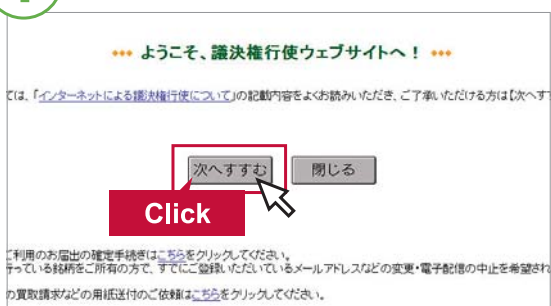 *** ようこそ、議決権行使ウェブサイトへ! ***
ては、「インターネットによる議決権行使について」の記載内容をよくお読みいただき、ご了承いただける方は【次へす
次へすすむ 閉じる
Click
ご利用のお届出の確定手続きはこちらをクリックしてください。
行っている銘柄をご所有の方で、すでにご登録いただいているメールアドレスなどの変更・電子配信の中止を希望され
の買取請求などの用紙送付のご依頼はこちらをクリックしてください。